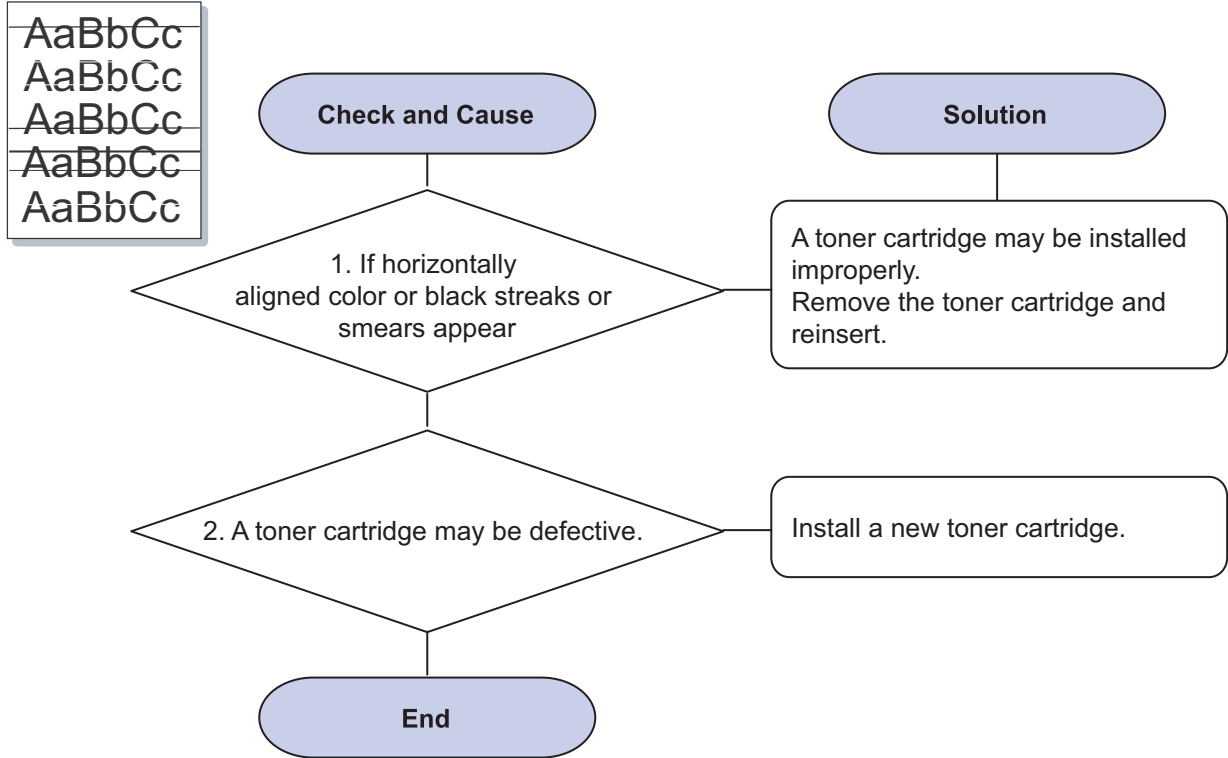 AaBbCc
AaBbCc
AaBbCc
AaBbCc
AaBbCc
Check and Cause
Solution
1. If horizontally
aligned color or black streaks or
smears appear
A toner cartridge may be installed
improperly.
Remove the toner cartridge and
reinsert.
2. A toner cartridge may be defective.
Install a new toner cartridge.
End